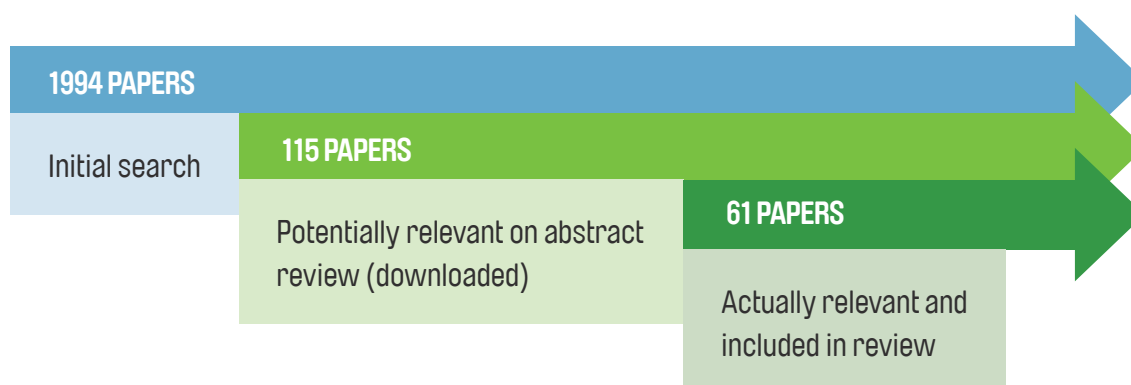 1994 PAPERS
Initial search
115 PAPERS
Potentially relevant on abstract
review (downloaded)
61 PAPERS
Actually relevant and
included in review